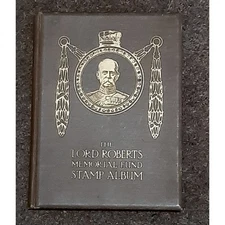 THE
LORD ROBERTS
MEMORIAL FUND
STAMP ALBUM